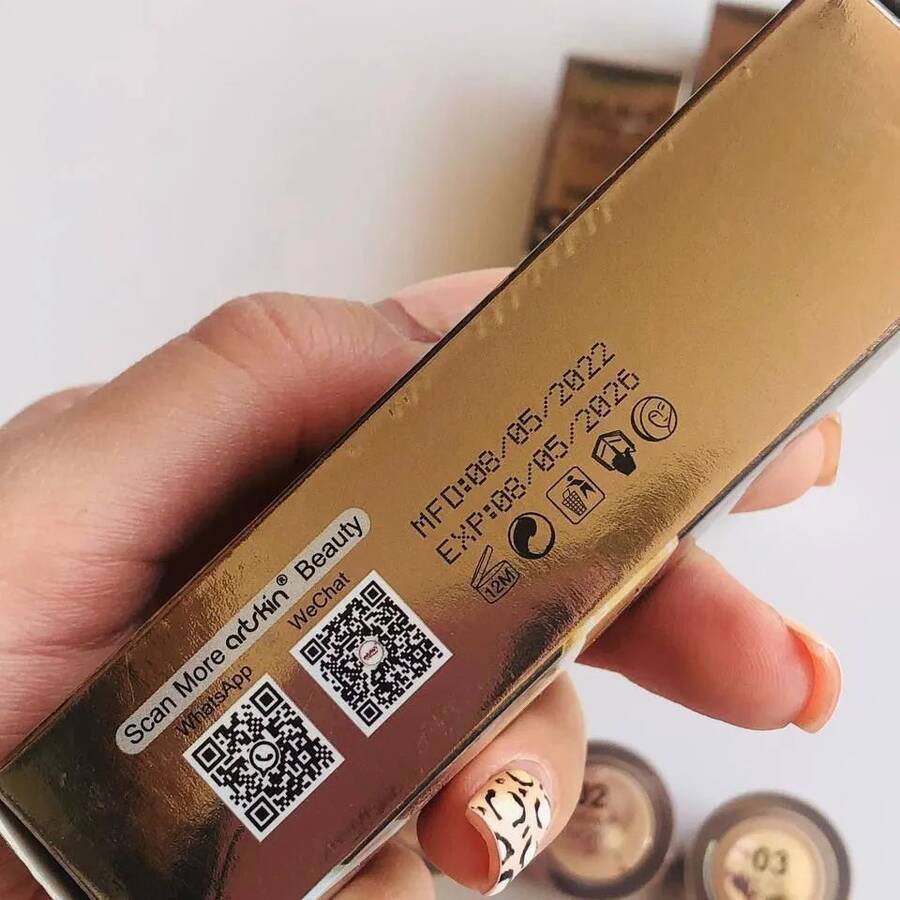 MFD:08/05/2022
EXP:08/05/2026
12M
Scan More artskin® Beauty
WhatsApp
WeChat
02
03